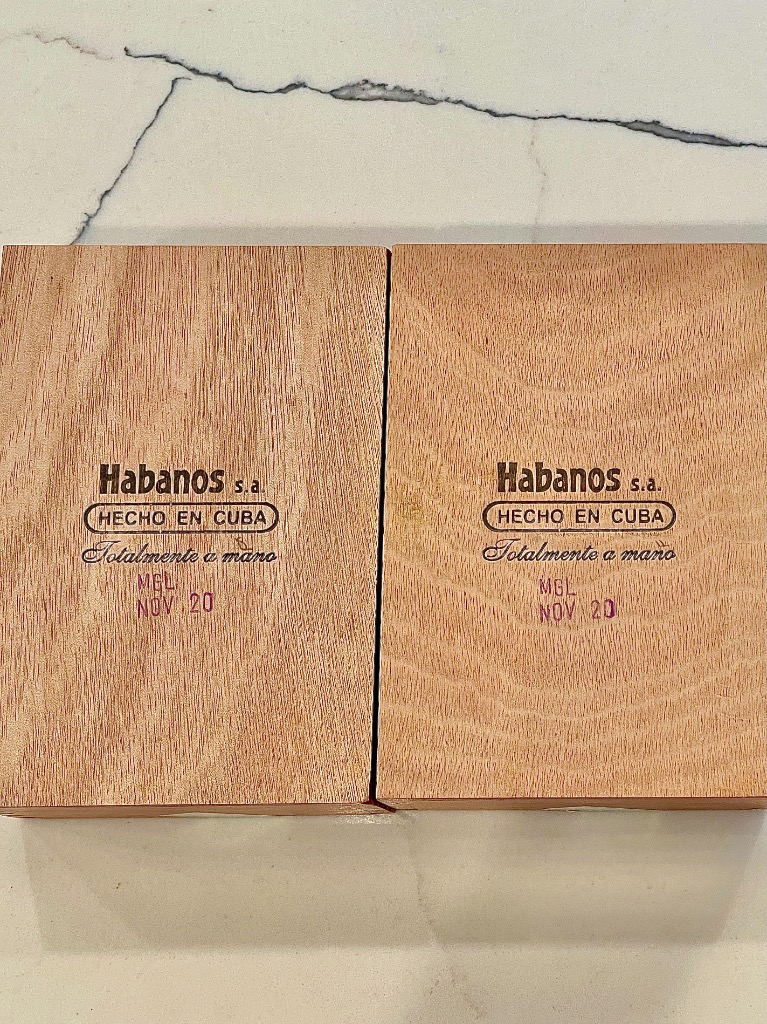 Habanos s.a.
HECHO EN CUBA
Totalmente a mano
MGL
NOV 20
Habanos s.a.
HECHO EN CUBA
Totalmente a mano
MGL
NOV 20